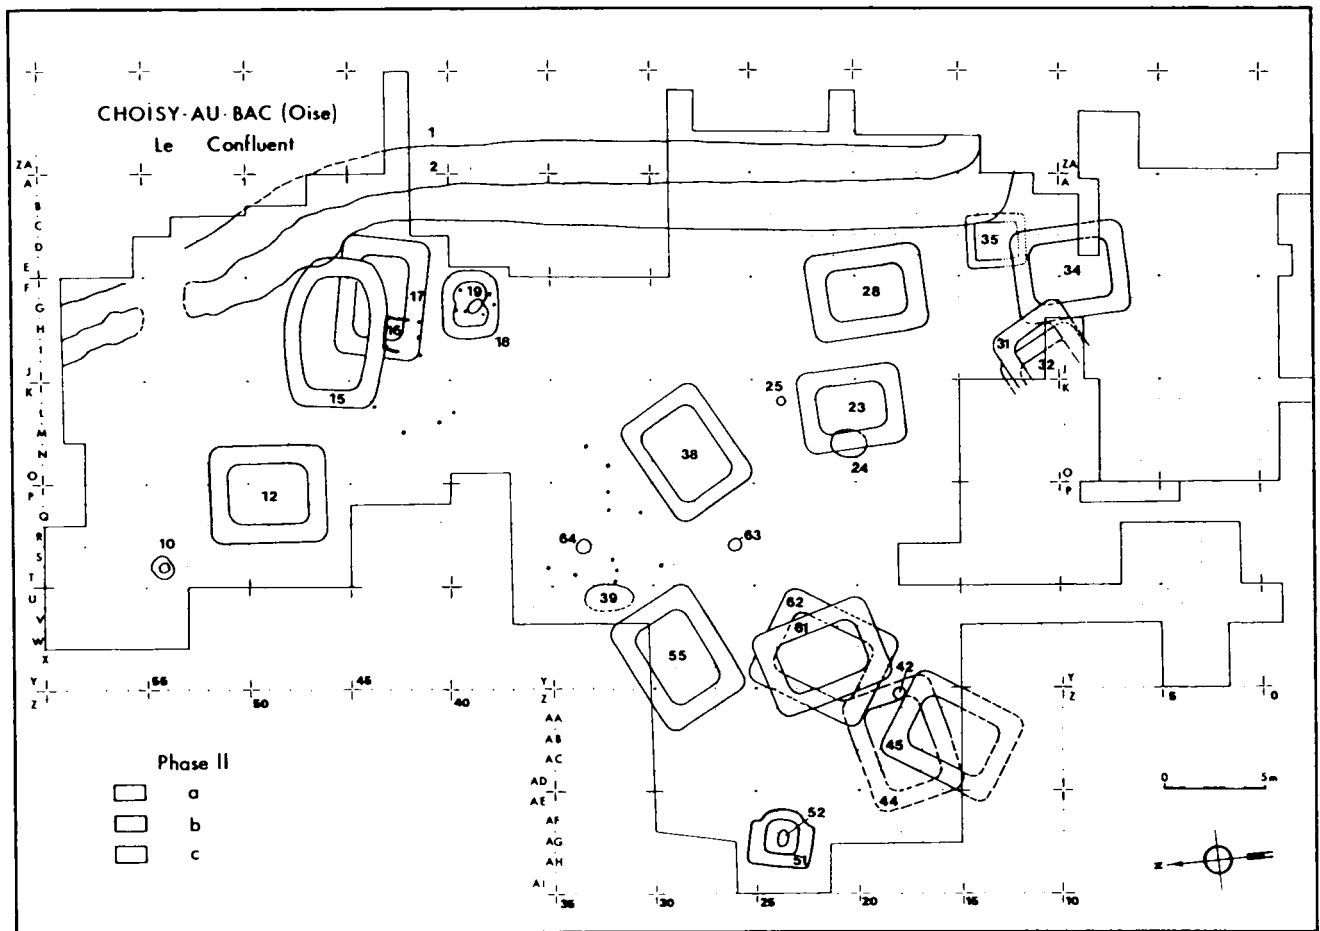 CHOISY-AU-BAC (Oise)
Le Confluent
1
2
ZA
A
B
C
D
E
F
G
H
I
J
K
L
M
N
O
P
Q
R
S
T
U
V
W
X
Y
Z
ZA
A
35
34
28
17
19
16
18
31
32
I
K
15
25
23
24
38
12
O
P
10
64
63
39
62
61
55
42
Y
Z
55
50
45
40
5
0
Y
Z
AA
AB
AC
AD
AE
AF
AG
AH
AI
45
44
52
51
Phase II
a
b
c
0 5m
N
35 30 25 20 15 10